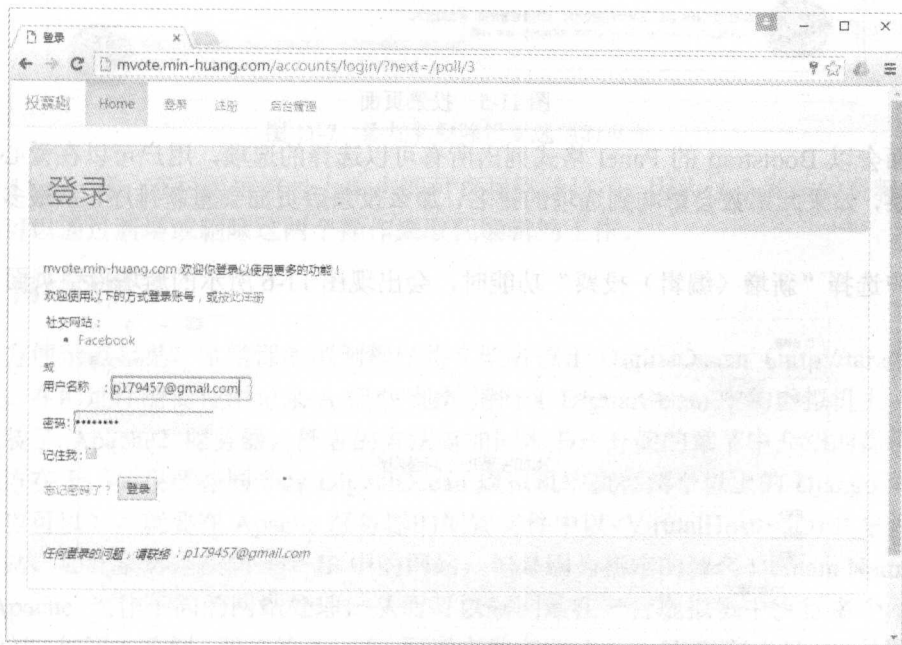 登录
mvote.min-huang.com/accounts/login/?next=/poll/3
投票趣 Home 登录 注册 后台管理
登录
mvote.min-huang.com 欢迎你登录以使用更多的功能！
欢迎使用以下的方式登录账号，或按此注册
社交网站：
• Facebook
或
用户名称 ：p179457@gmail.com
密码：••••••••
记住我：
忘记密码了？ 登录
任何登录的问题，请联络：p179457@gmail.com